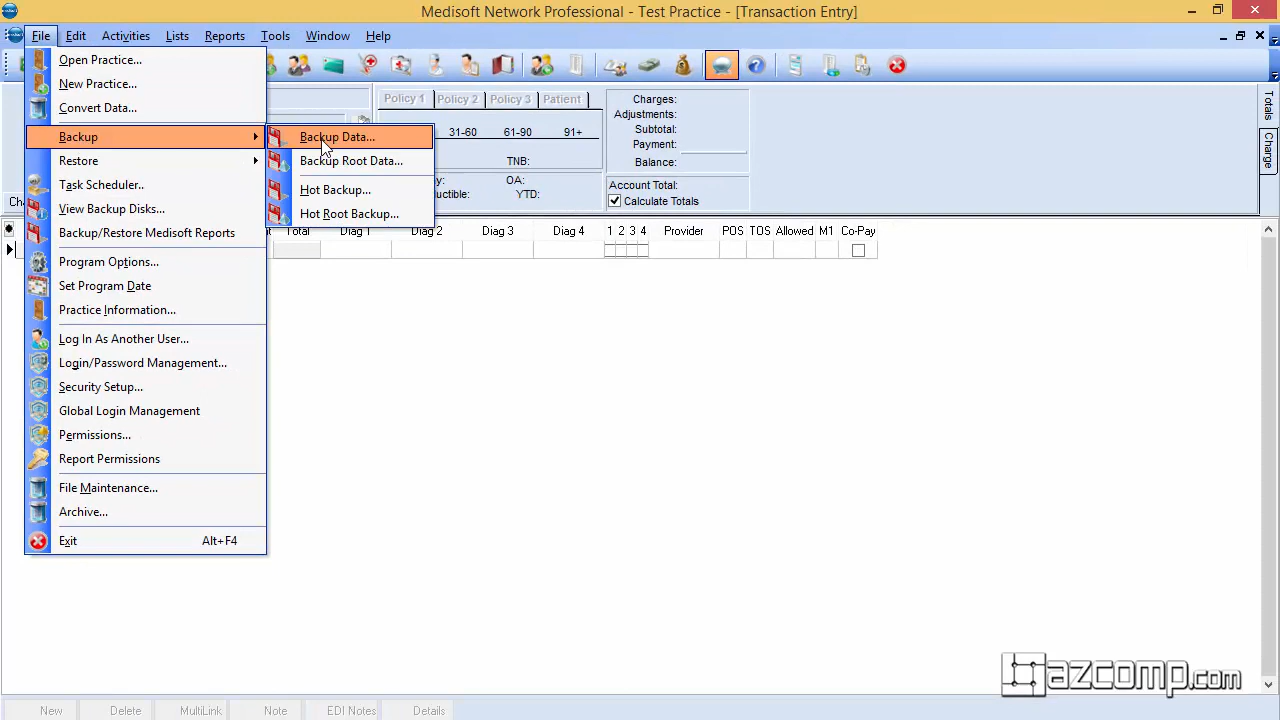 Medisoft Network Professional - Test Practice - [Transaction Entry]
File Edit Activities Lists Reports Tools Window Help
Open Practice...
New Practice...
Convert Data...
Backup
Restore
Task Scheduler...
View Backup Disks...
Backup/Restore Medisoft Reports
Program Options...
Set Program Date
Practice Information...
Log In As Another User...
Login/Password Management...
Security Setup...
Global Login Management
Permissions...
Report Permissions
File Maintenance...
Archive...
Exit Alt+F4
Backup Data...
Backup Root Data...
Hot Backup...
Hot Root Backup...
Policy 1 Policy 2 Policy 3 Patient
31-60 61-90 91+
TNB:
OA:
YTD:
Charges:
Adjustments:
Subtotal:
Payment:
Balance:
Account Total:
Calculate Totals
Totals
Charge
Total Diag 1 Diag 2 Diag 3 Diag 4 1 2 3 4 Provider POS TOS Allowed M1 Co-Pay
New Delete MultiLink Note EDI Notes Details
azcomp.com